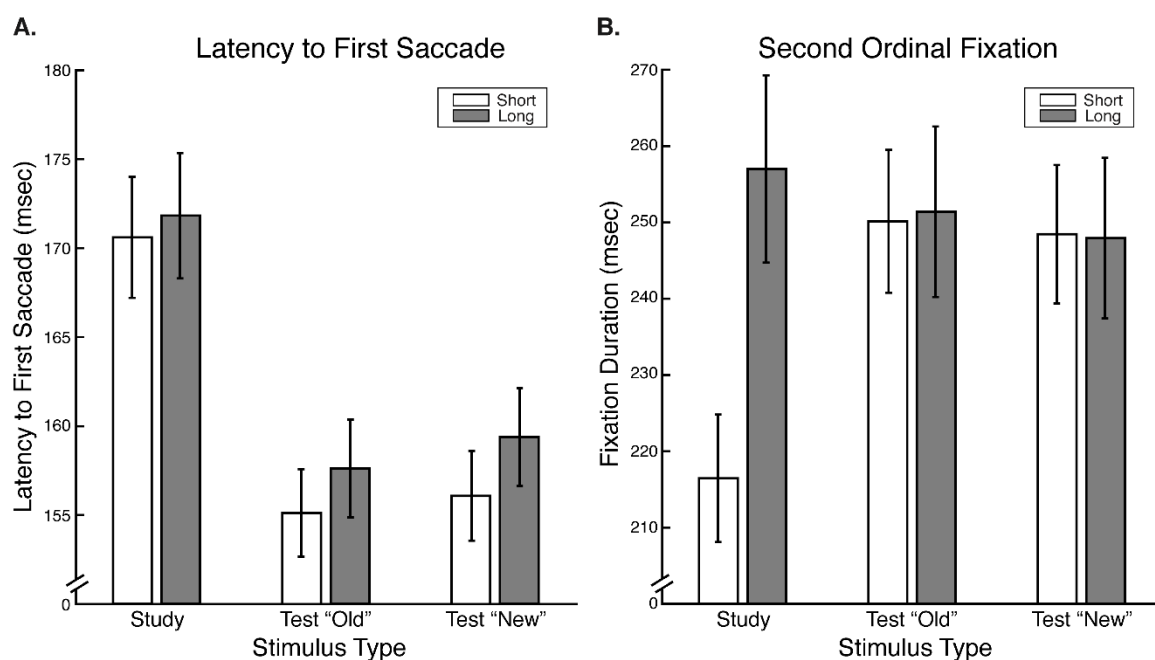 A.
Latency to First Saccade
180
175
170
165
160
155
0
Latency to First Saccade (msec)
Short
Long
Study
Test “Old”
Test “New”
Stimulus Type
B.
Second Ordinal Fixation
270
260
250
240
230
220
210
0
Fixation Duration (msec)
Short
Long
Study
Test “Old”
Test “New”
Stimulus Type